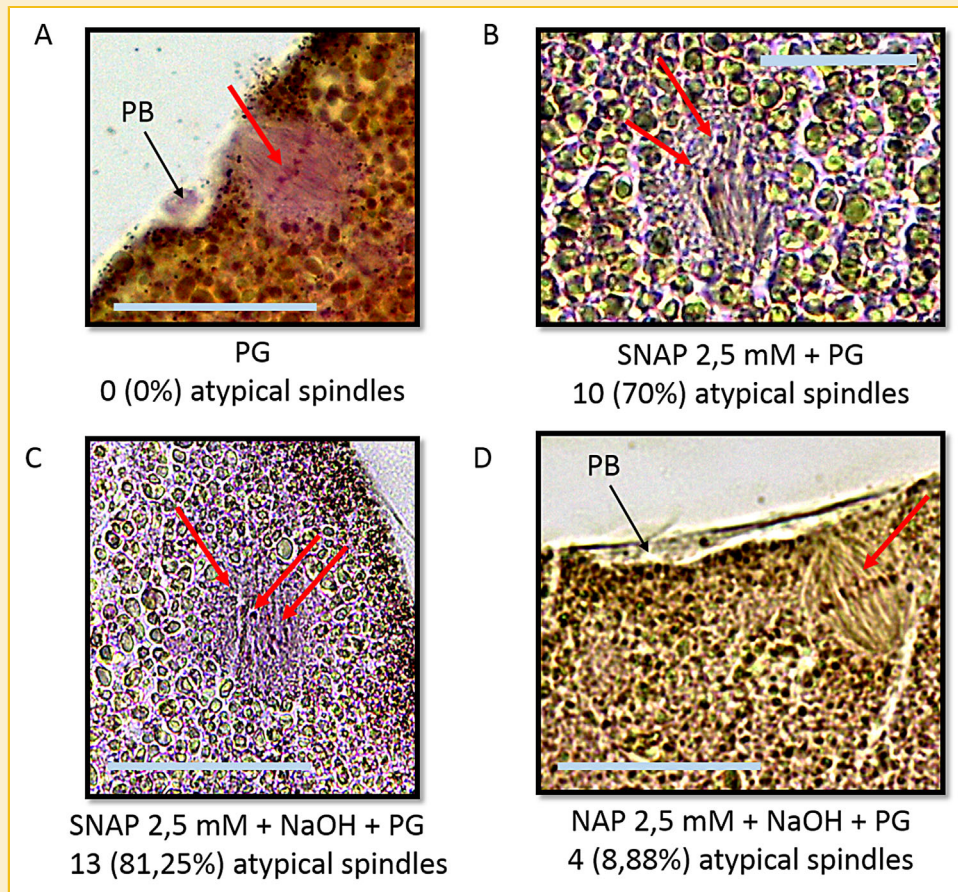 A
PB
PG
0 (0%) atypical spindles
B
SNAP 2,5 mM + PG
10 (70%) atypical spindles
C
SNAP 2,5 mM + NaOH + PG
13 (81,25%) atypical spindles
D
PB
NAP 2,5 mM + NaOH + PG
4 (8,88%) atypical spindles